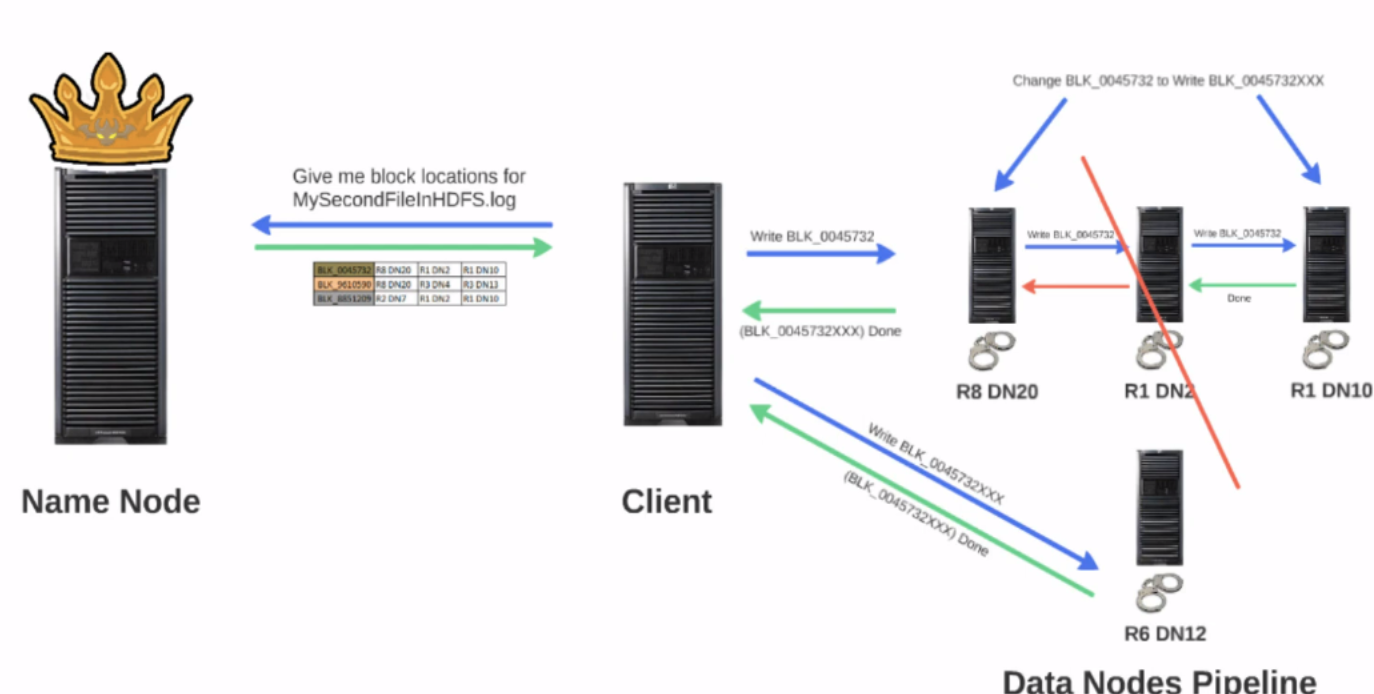 Change BLK_0045732 to Write BLK_0045732XXX
Give me block locations for
MySecondFileInHDFS.log
BLK_0045732 R8 DN20 R1 DN2 R1 DN10
BLK_9610590 R8 DN20 R3 DN4 R3 DN13
BLK_8851209 R2 DN7 R1 DN2 R1 DN10
Write BLK_0045732
(BLK_0045732XXX) Done
Write BLK_0045732
Write BLK_0045732
Done
R8 DN20
R1 DN2
R1 DN10
Write BLK_0045732XXX
(BLK_0045732XXX) Done
Name Node
Client
R6 DN12
Data Nodes Pipeline